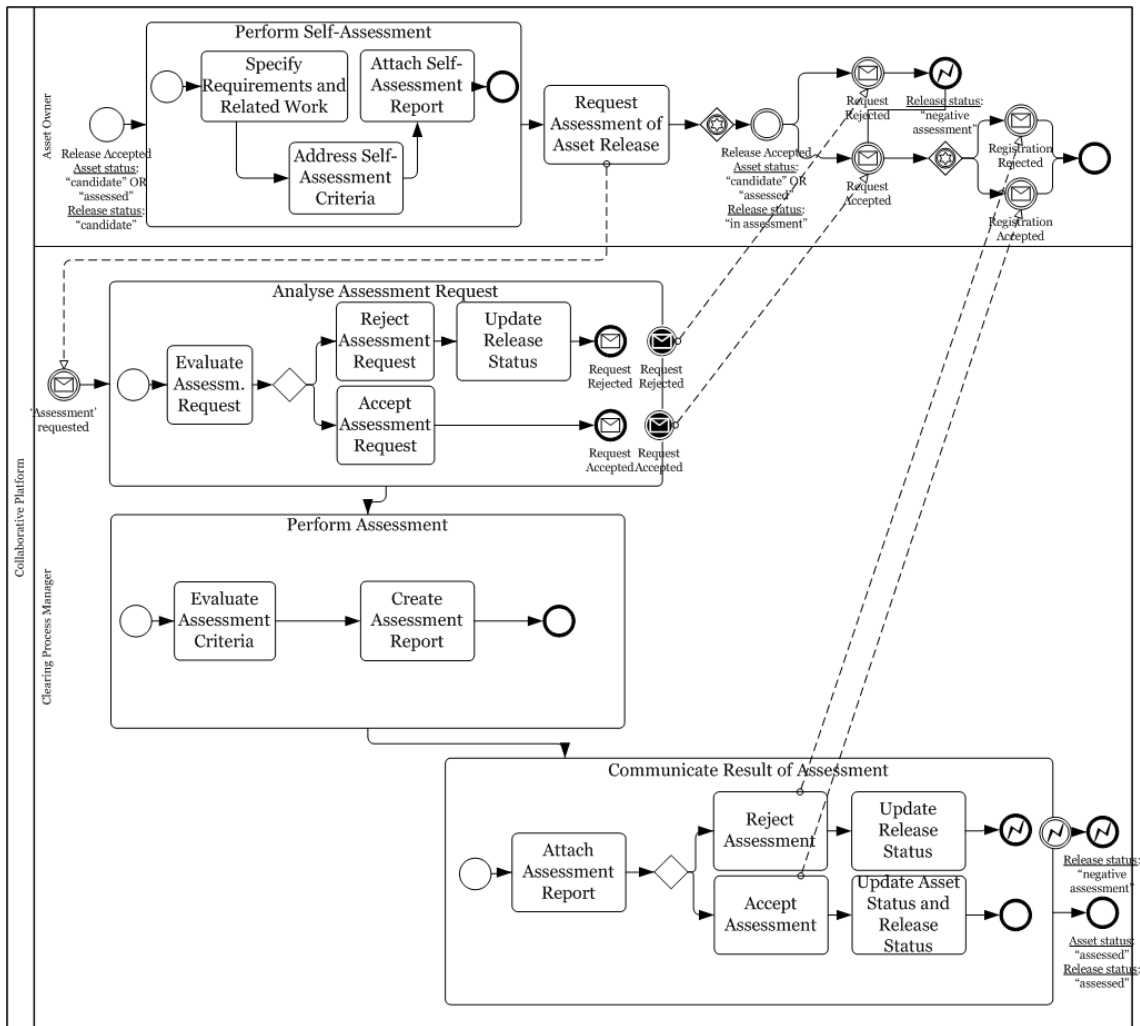 Collaborative Platform
Asset Owner
Release Accepted
Asset status:
“candidate” OR
“assessed”
Release status:
“candidate”
Perform Self-Assessment
Specify
Requirements and
Related Work
Address Self-
Assessment
Criteria
Attach Self-
Assessment
Report
Request
Assessment of
Asset Release
Release Accepted
Asset status:
“candidate” OR
“assessed”
Release status:
“in assessment”
Request
Rejected
Release status:
“negative
assessment”
Request
Accepted
Registration
Rejected
Registration
Accepted
Clearing Process Manager
‘Assessment’
requested
Analyse Assessment Request
Evaluate
Assessm.
Request
Reject
Assessment
Request
Update
Release
Status
Request
Rejected
Request
Rejected
Accept
Assessment
Request
Request
Accepted
Request
Accepted
Perform Assessment
Evaluate
Assessment
Criteria
Create
Assessment
Report
Communicate Result of Assessment
Attach
Assessment
Report
Reject
Assessment
Update
Release
Status
Release status:
“negative
assessment”
Accept
Assessment
Update Asset
Status and
Release
Status
Asset status:
“assessed”
Release status:
“assessed”